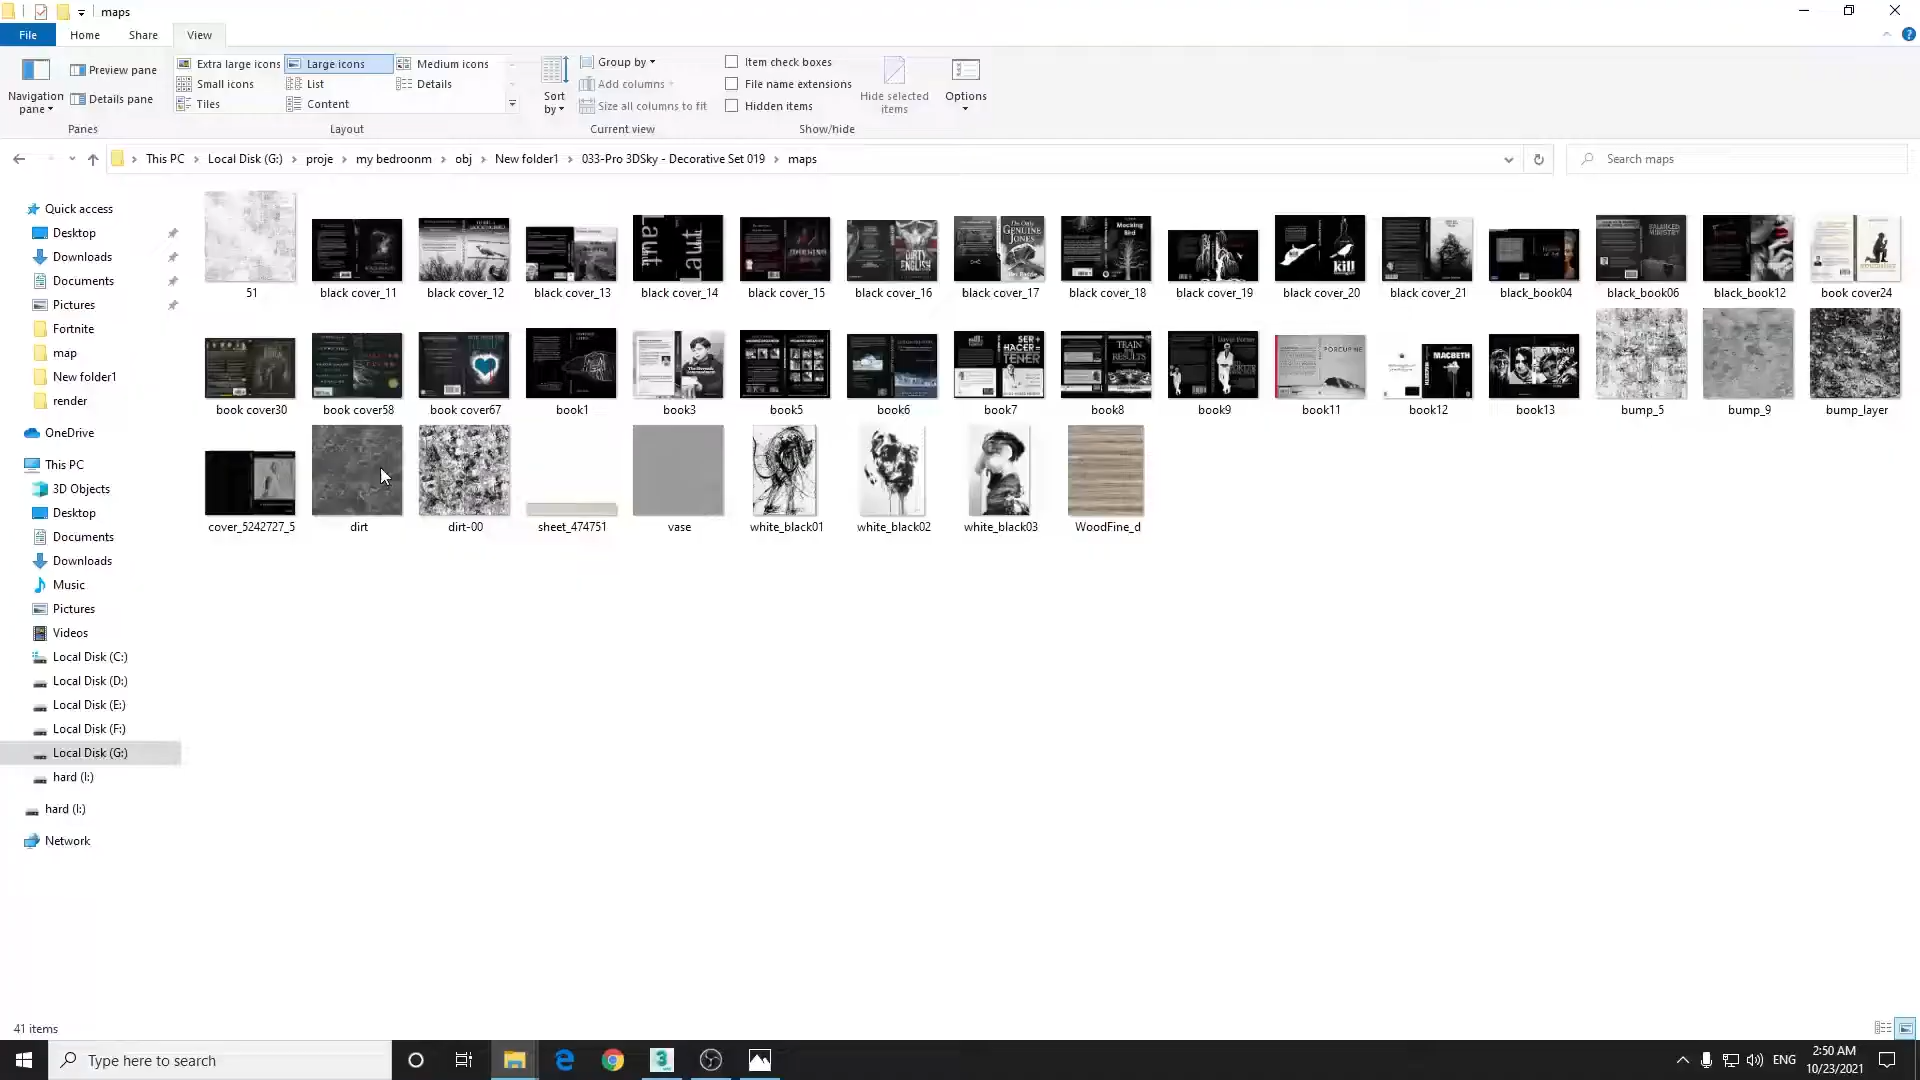 maps
File Home Share View
Extra large icons Large icons Medium icons
Small icons List Details
Tiles Content
Preview pane
Details pane
Navigation pane
Panes
Layout
Sort by
Group by
Add columns
Size all columns to fit
Current view
Item check boxes
File name extensions
Hidden items
Hide selected items
Options
Show/hide
This PC Local Disk (G:) proje my bedroonm obj New folder1 033-Pro 3DSky - Decorative Set 019 maps
Search maps
Quick access
Desktop
Downloads
Documents
Pictures
Fortnite
map
New folder1
render
OneDrive
This PC
3D Objects
Desktop
Documents
Downloads
Music
Pictures
Videos
Local Disk (C:)
Local Disk (D:)
Local Disk (E:)
Local Disk (F:)
Local Disk (G:)
hard (I:)
hard (I:)
Network
51 black cover_11 black cover_12 black cover_13 black cover_14 black cover_15 black cover_16 black cover_17 black cover_18 black cover_19 black cover_20 black cover_21 black_book04 black_book06 black_book12 book cover24
book cover30 book cover58 book cover67 book1 book3 book5 book6 book7 book8 book9 book11 book12 book13 bump_5 bump_9 bump_layer
cover_5242727_5 dirt dirt-00 sheet_474751 vase white_black01 white_black02 white_black03 WoodFine_d
41 items
Type here to search
ENG
2:50 AM
10/23/2021